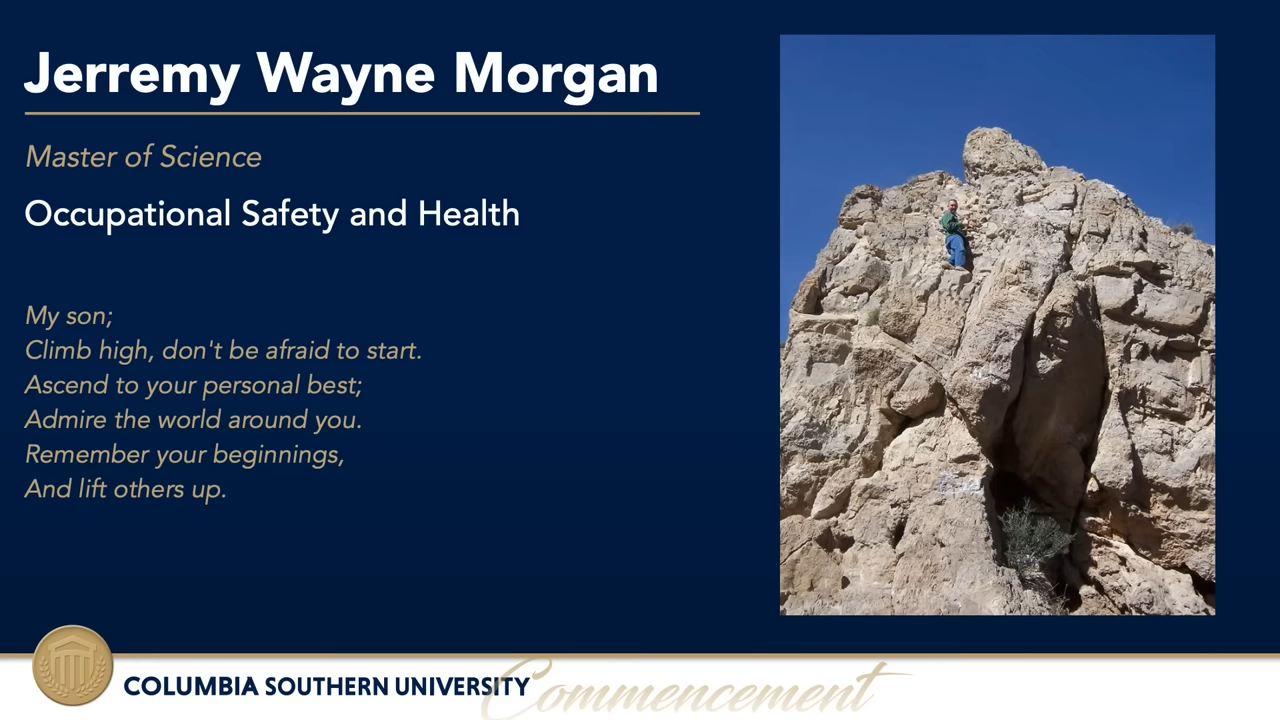 Jerremy Wayne Morgan
Master of Science
Occupational Safety and Health
My son;
Climb high, don't be afraid to start.
Ascend to your personal best;
Admire the world around you.
Remember your beginnings,
And lift others up.
COLUMBIA SOUTHERN UNIVERSITY
Commencement